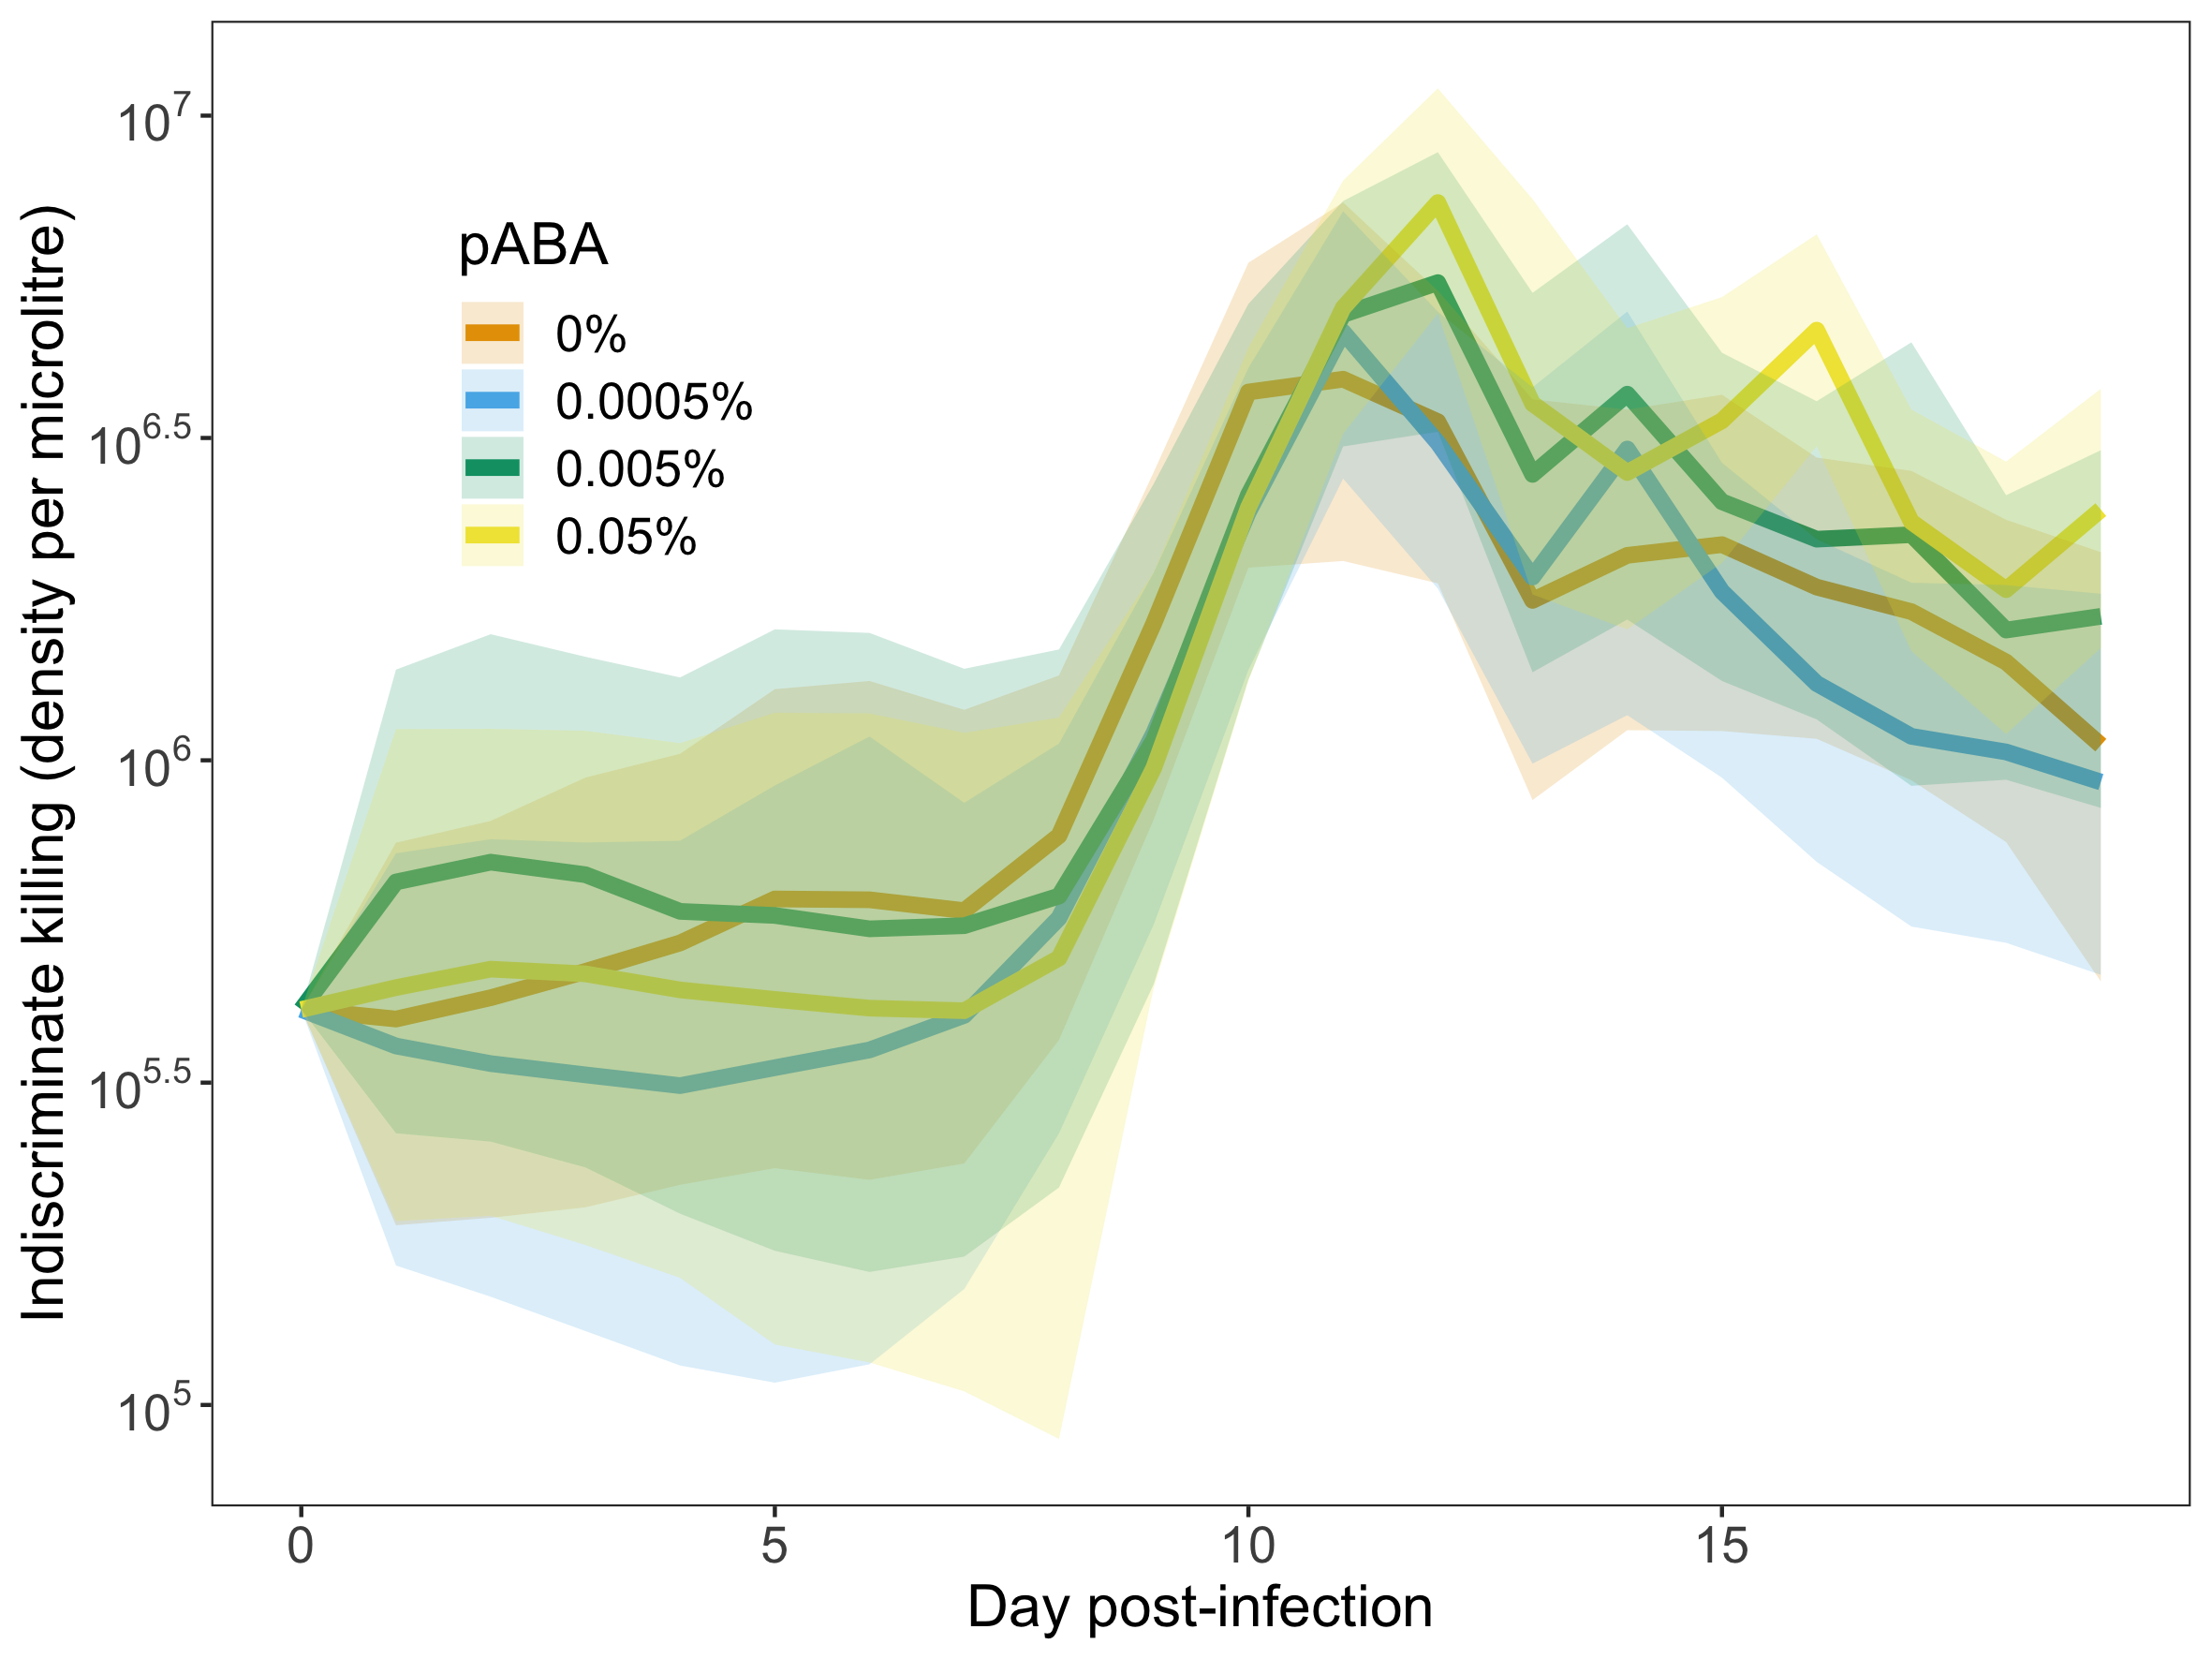 Indiscriminate killing (density per microlitre)
10^7
10^6.5
10^6
10^5.5
10^5
pABA
0%
0.0005%
0.005%
0.05%
0 5 10 15
Day post-infection